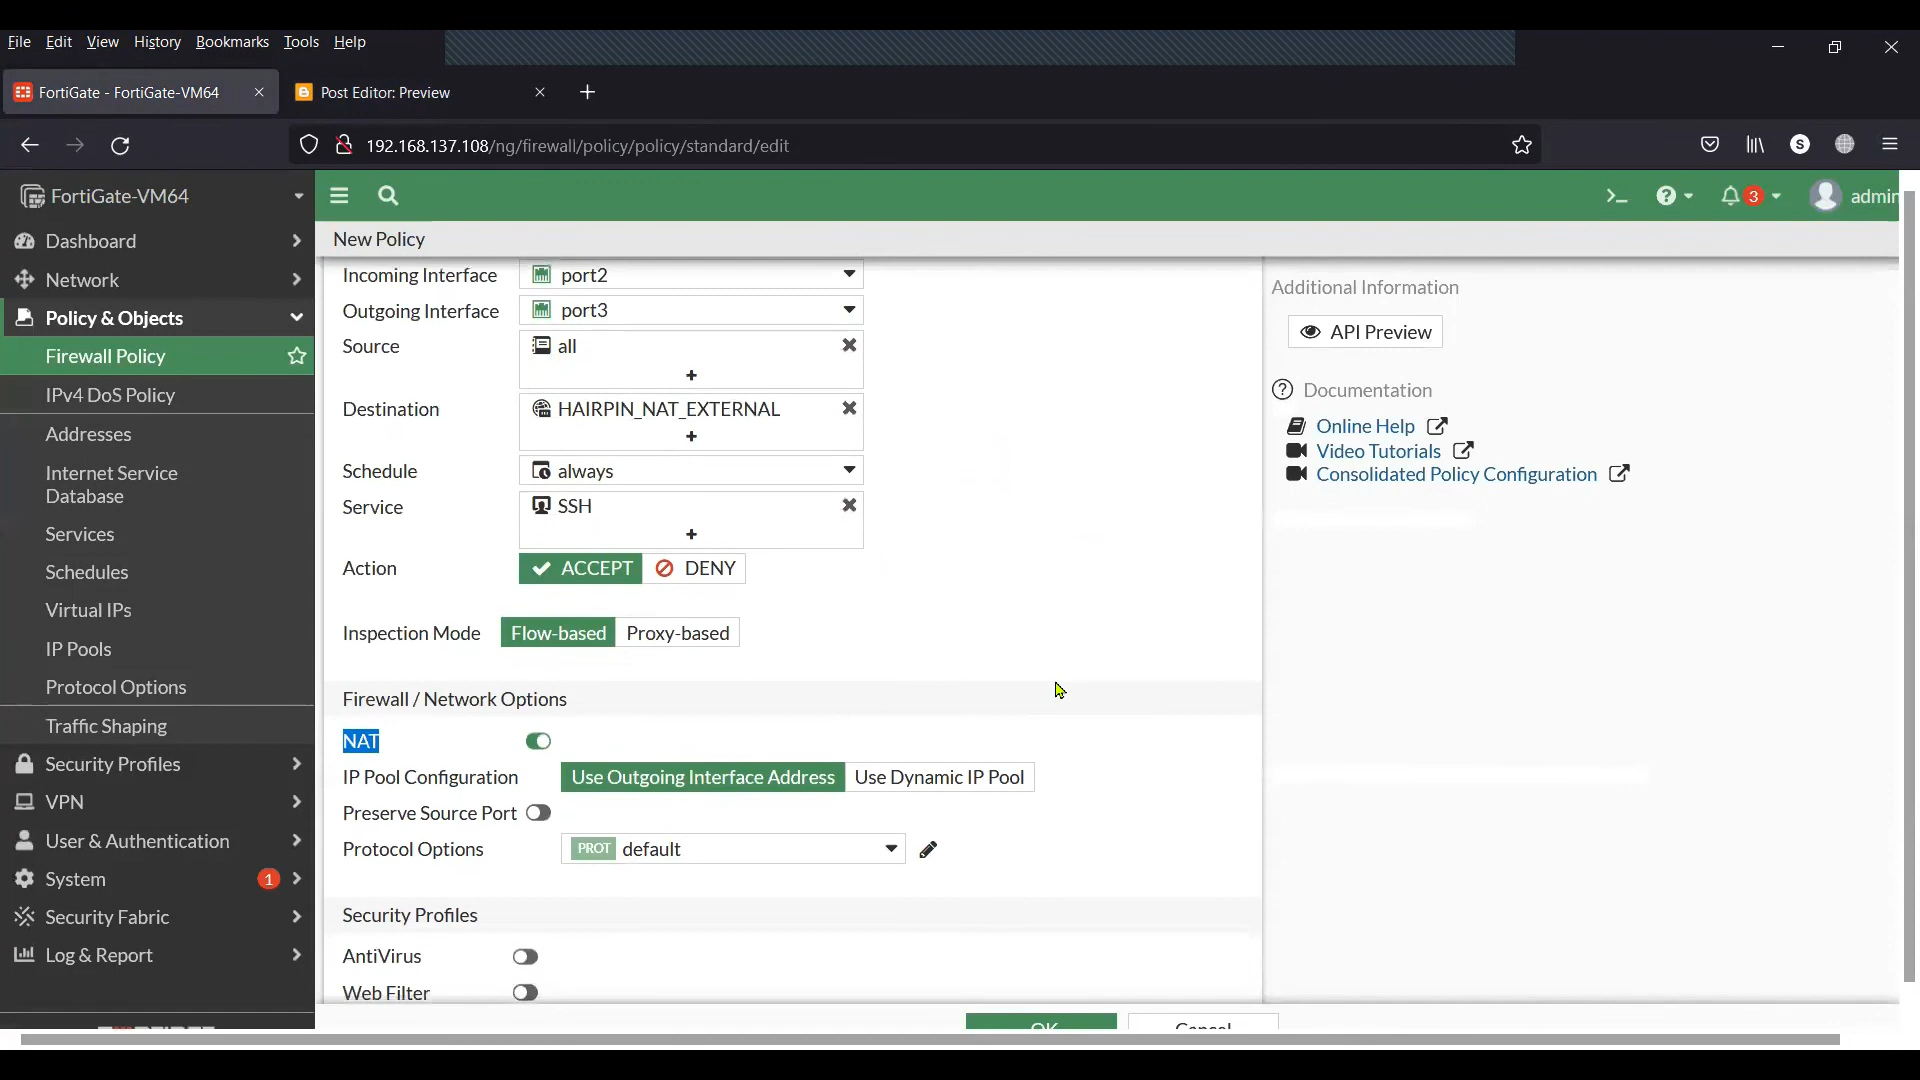 File Edit View History Bookmarks Tools Help
FortiGate - FortiGate-VM64
Post Editor: Preview
192.168.137.108/ng/firewall/policy/policy/standard/edit
S
FortiGate-VM64
3
admin
Dashboard
New Policy
Network
Incoming Interface port2
Policy & Objects
Outgoing Interface port3
Firewall Policy
Source all
IPv4 DoS Policy
Destination HAIRPIN_NAT_EXTERNAL
Addresses
Schedule always
Internet Service
Database
Service SSH
Services
Action ACCEPT DENY
Schedules
Virtual IPs
Inspection Mode Flow-based Proxy-based
IP Pools
Protocol Options
Firewall / Network Options
Traffic Shaping
NAT
Security Profiles
IP Pool Configuration Use Outgoing Interface Address Use Dynamic IP Pool
VPN
Preserve Source Port
User & Authentication
Protocol Options PROT default
System 1
Security Fabric
Security Profiles
Log & Report
AntiVirus
Web Filter
OK Cancel
Additional Information
API Preview
Documentation
Online Help
Video Tutorials
Consolidated Policy Configuration